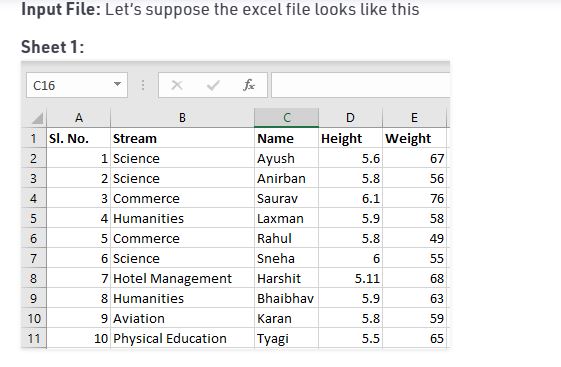 Input File: Let's suppose the excel file looks like this
Sheet 1:
C16 fx
A B C D E
1 Sl. No. Stream Name Height Weight
2 1 Science Ayush 5.6 67
3 2 Science Anirban 5.8 56
4 3 Commerce Saurav 6.1 76
5 4 Humanities Laxman 5.9 58
6 5 Commerce Rahul 5.8 49
7 6 Science Sneha 6 55
8 7 Hotel Management Harshit 5.11 68
9 8 Humanities Bhaibhav 5.9 63
10 9 Aviation Karan 5.8 59
11 10 Physical Education Tyagi 5.5 65